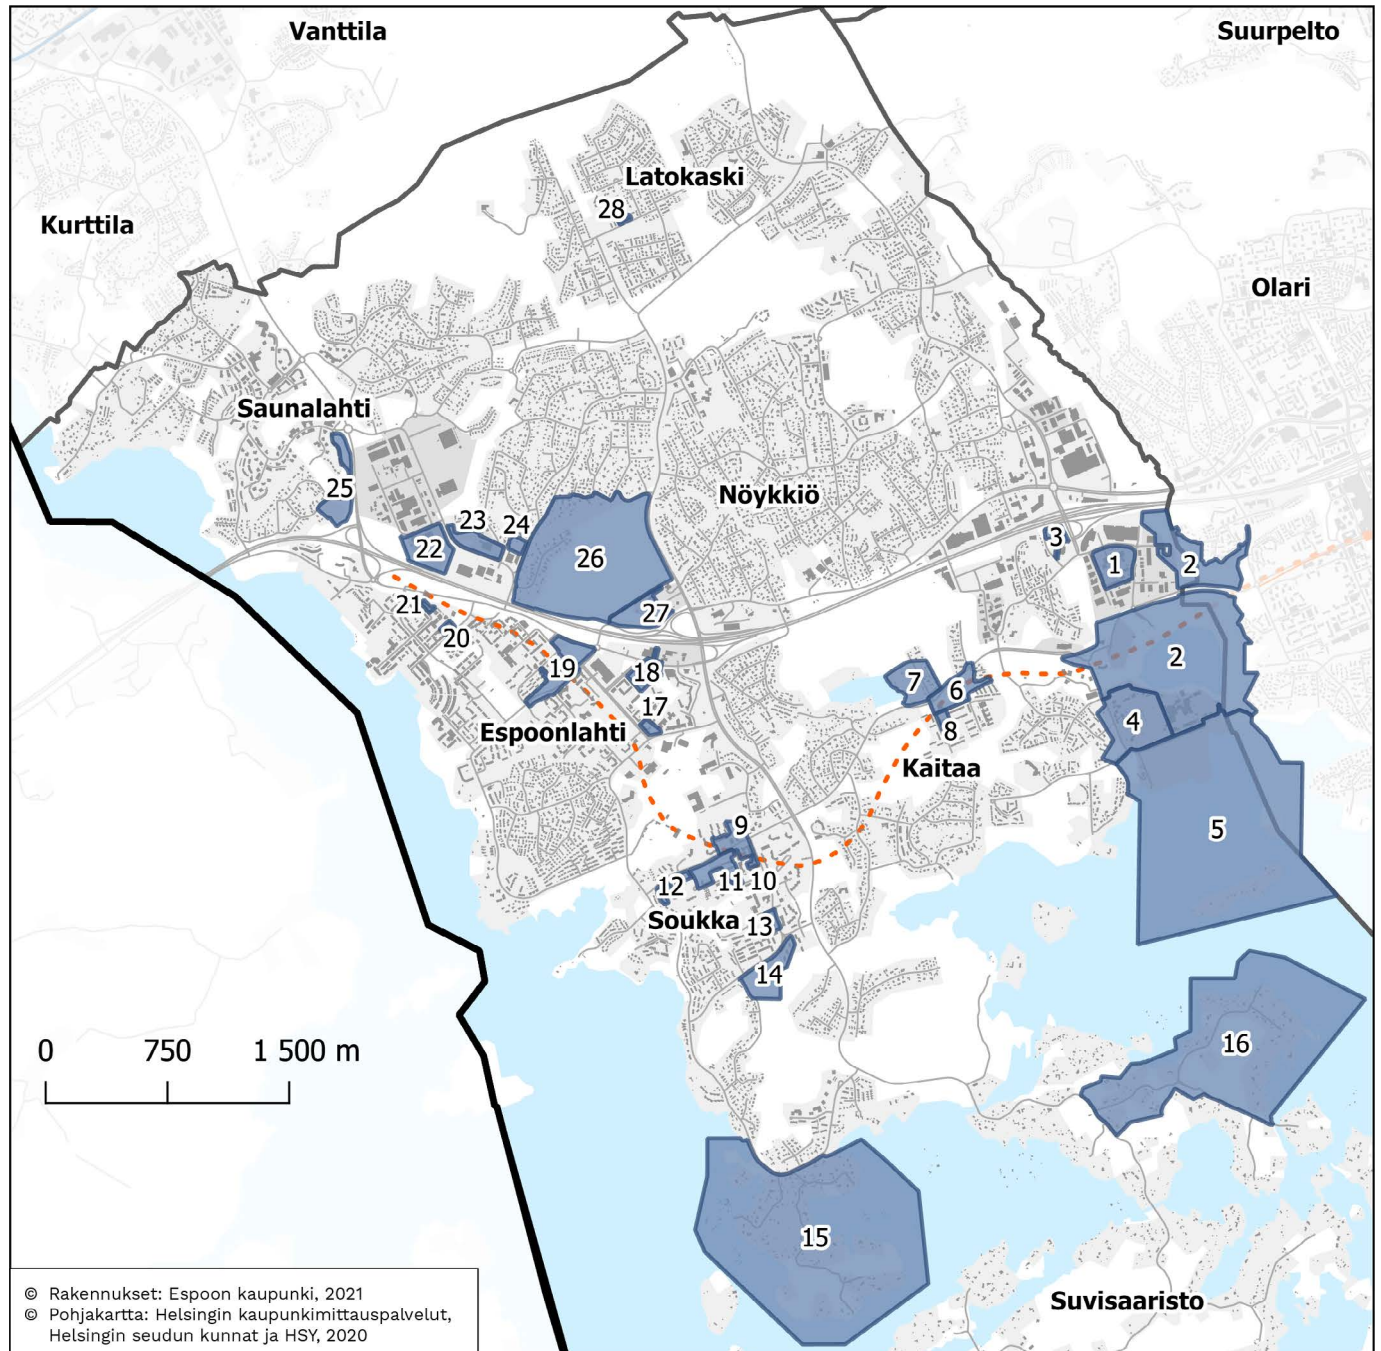 Vanttila
Suurpelto
Latokaski
28
Kurttila
Olari
Saunalahti
25
Nöykkiö
23
24
22
26
3
1
2
21
27
20
19
18
7
6
2
17
4
8
Espoonlahti
Kaitaa
9
5
12
11
10
Soukka
13
14
0 750 1 500 m
16
15
Suvisaaristo
© Rakennukset: Espoon kaupunki, 2021
© Pohjakartta: Helsingin kaupunkimittauspalvelut,
Helsingin seudun kunnat ja HSY, 2020